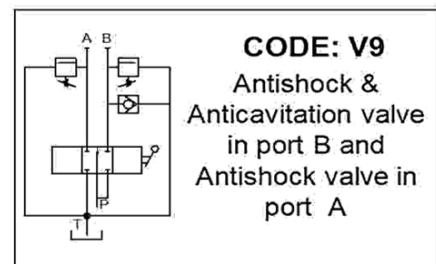 A B
CODE: V9
Antishock &
Anticavitation valve
in port B and
Antishock valve in
port A
P
T